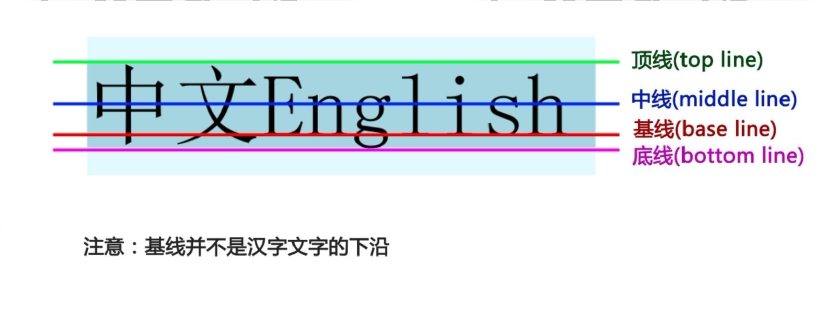 中文English
顶线(top line)
中线(middle line)
基线(base line)
底线(bottom line)
注意：基线并不是汉字文字的下沿